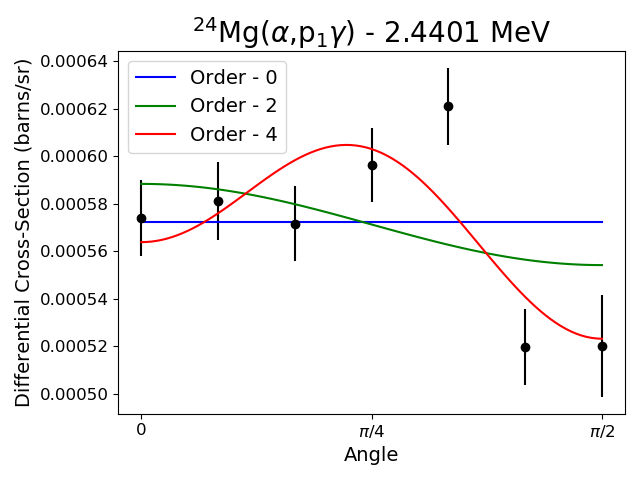 ²⁴Mg(α,p₁γ) - 2.4401 MeV
Order - 0
Order - 2
Order - 4
Differential Cross-Section (barns/sr)
0.00064
0.00062
0.00060
0.00058
0.00056
0.00054
0.00052
0.00050
0
π/4
π/2
Angle